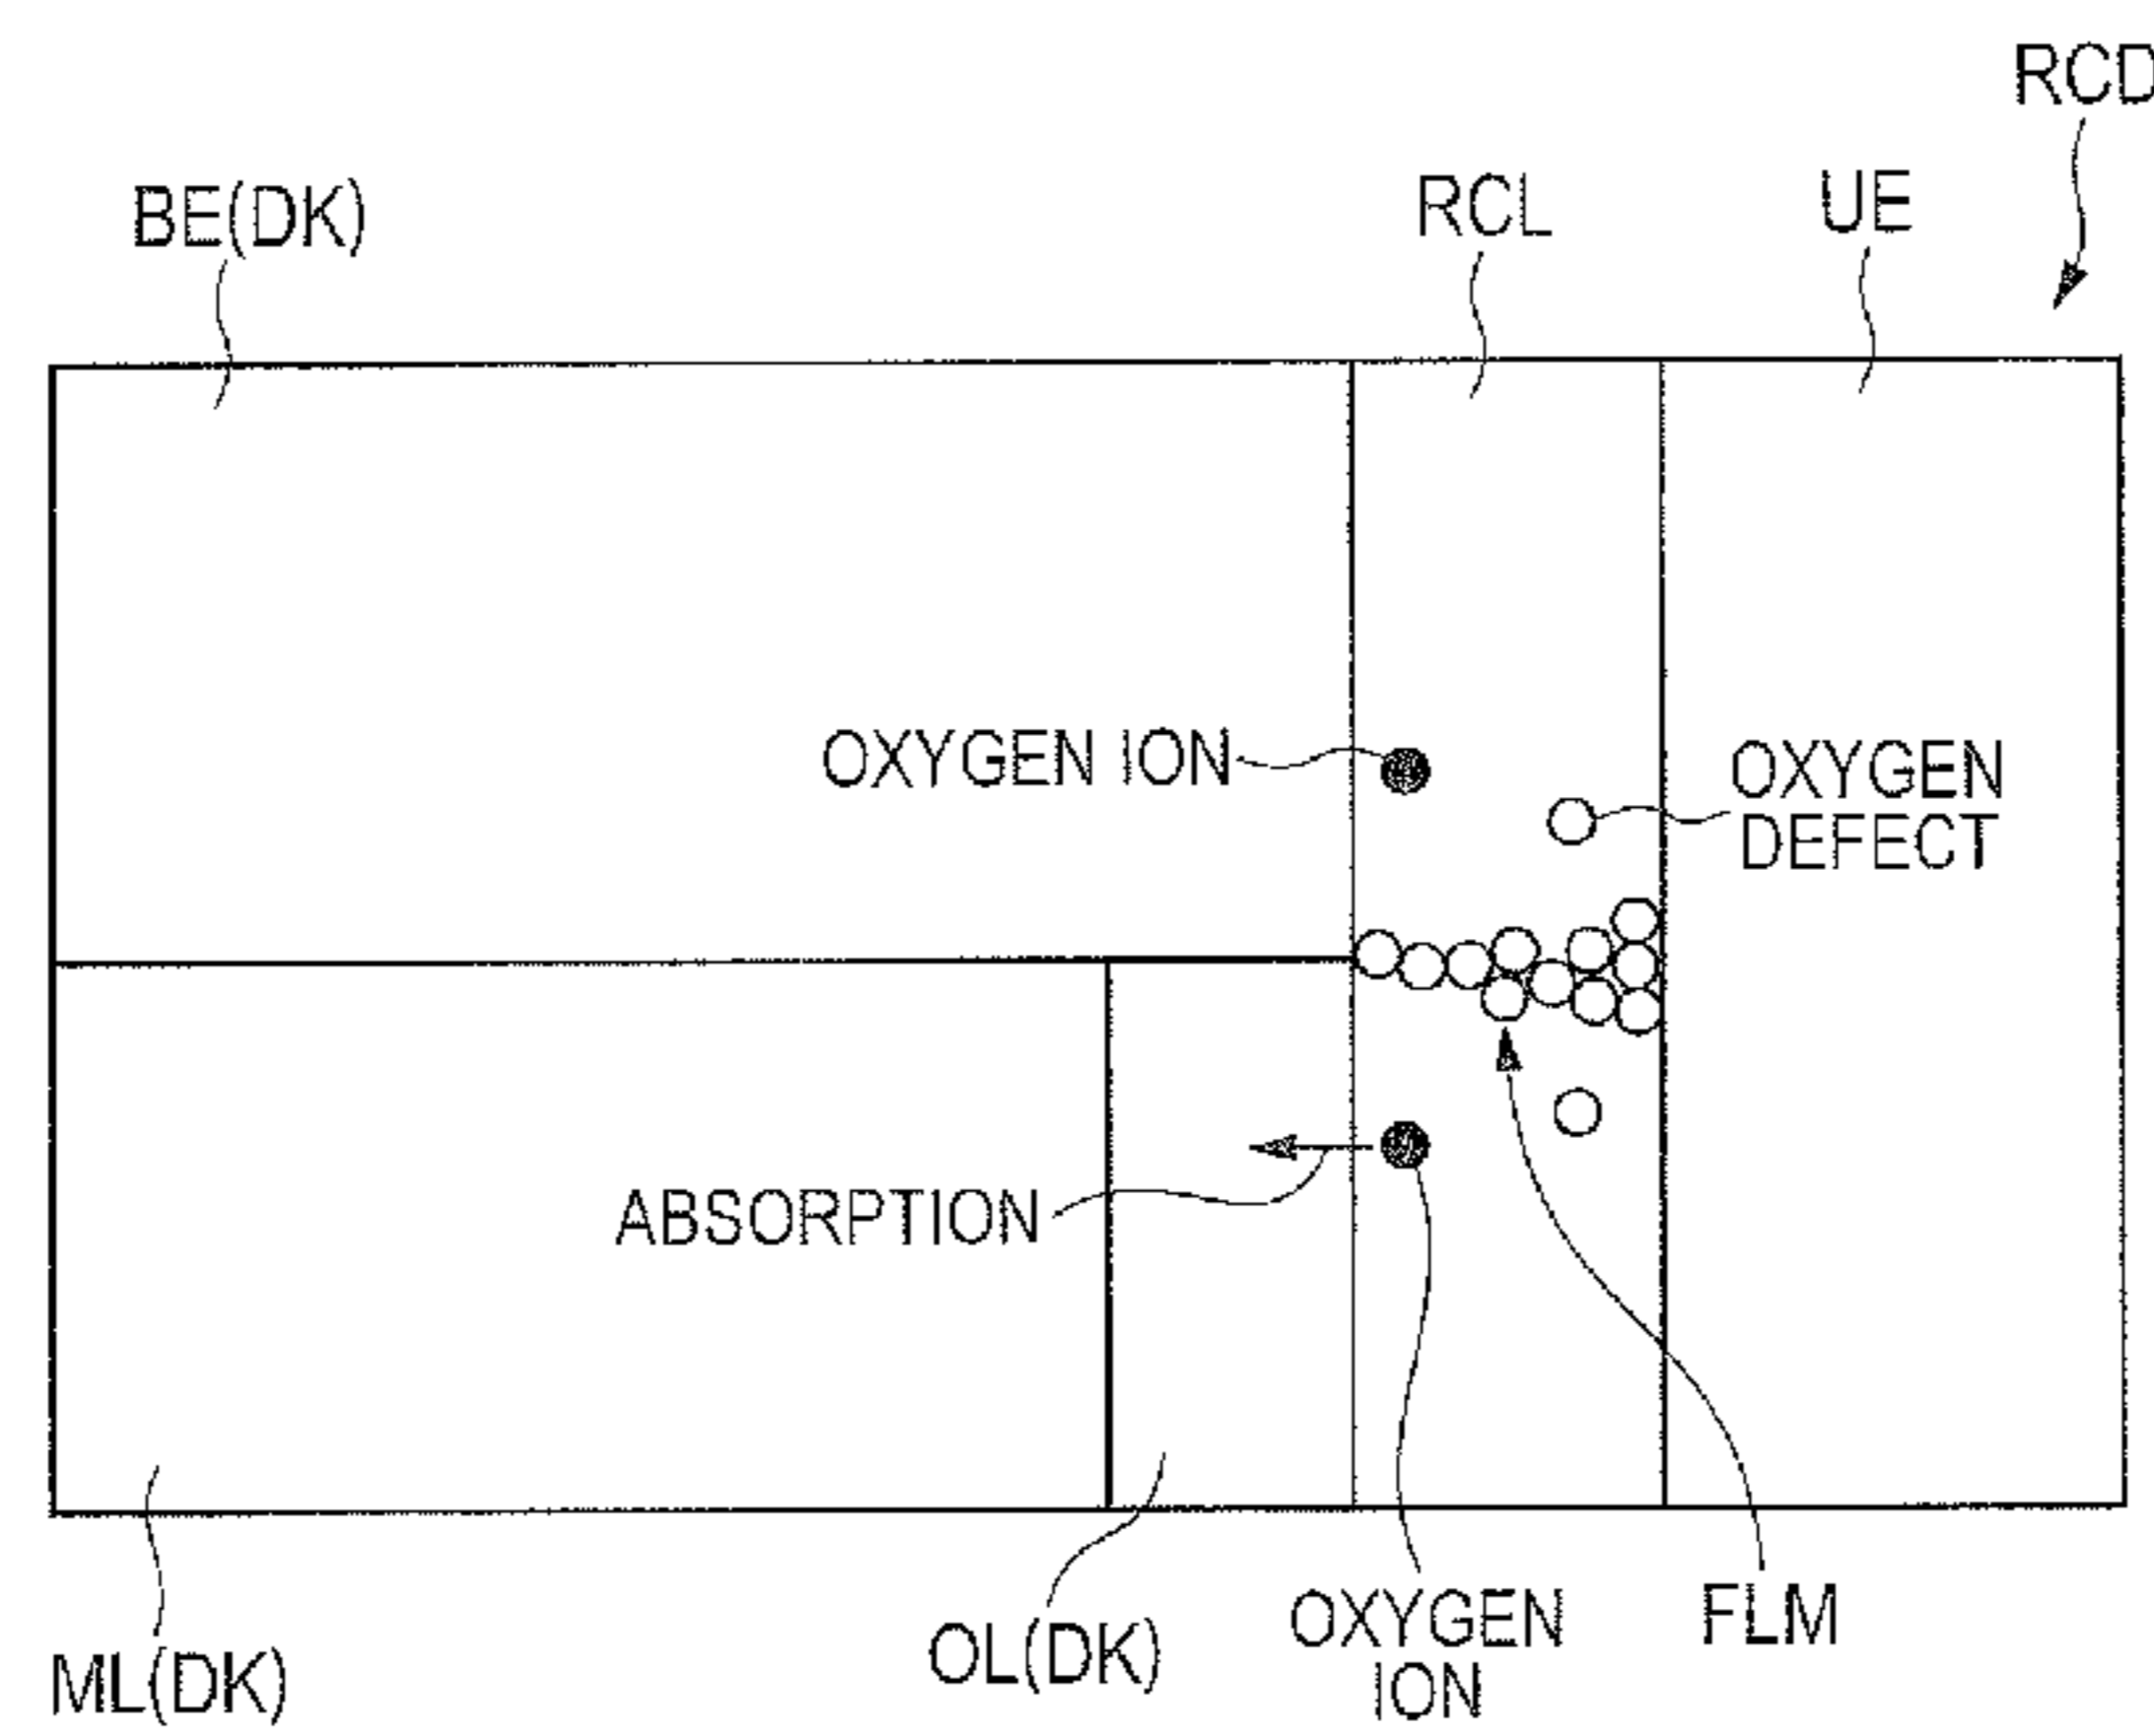 RCD
BE(DK)
RCL
UE
OXYGEN ION
OXYGEN
DEFECT
ABSORPTION
ML(DK)
OL(DK)
OXYGEN
ION
FLM